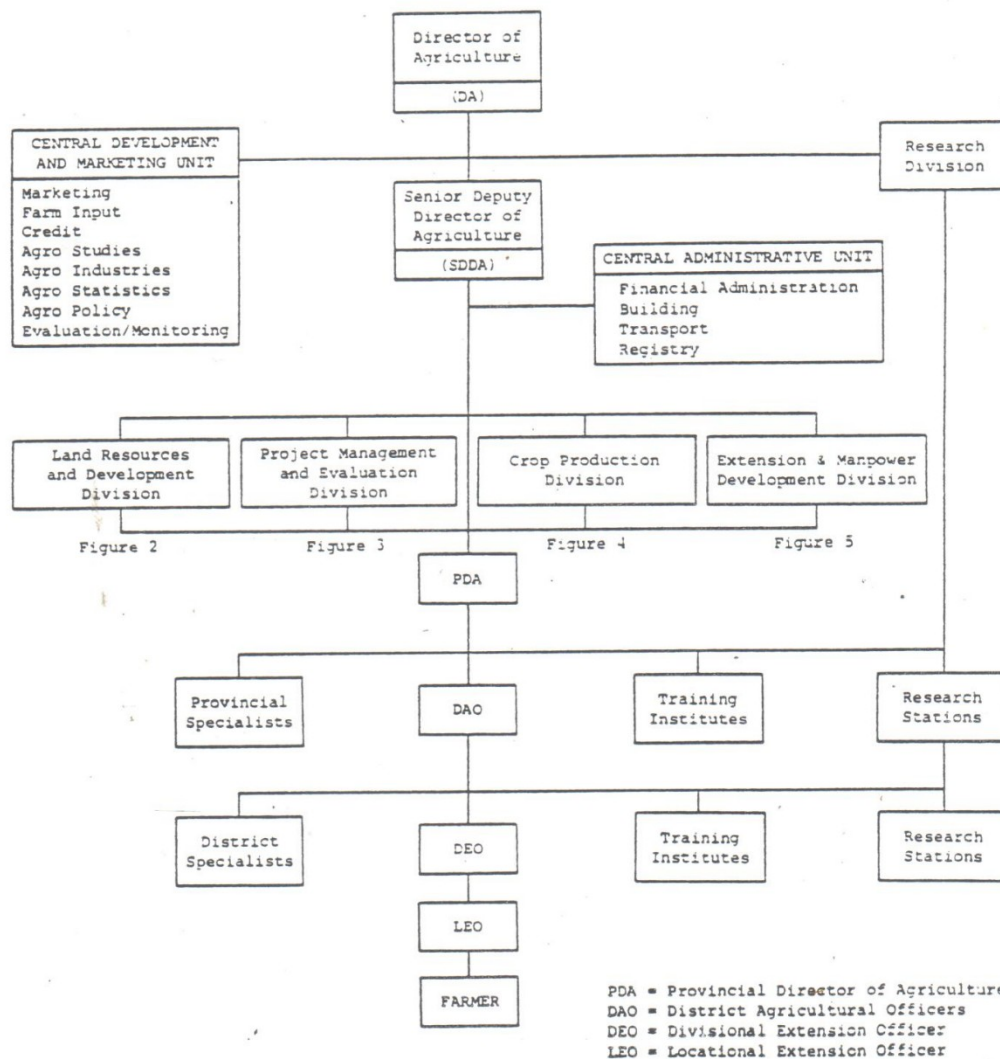 Director of
Agriculture
(DA)
CENTRAL DEVELOPMENT
AND MARKETING UNIT
Marketing
Farm Input
Credit
Agro Studies
Agro Industries
Agro Statistics
Agro Policy
Evaluation/Monitoring
Research
Division
Senior Deputy
Director of
Agriculture
(SDDA)
CENTRAL ADMINISTRATIVE UNIT
Financial Administration
Building
Transport
Registry
Land Resources
and Development
Division
Project Management
and Evaluation
Division
Crop Production
Division
Extension & Manpower
Development Division
Figure 2
Figure 3
Figure 4
Figure 5
PDA
Provincial
Specialists
DAO
Training
Institutes
Research
Stations
District
Specialists
DEO
Training
Institutes
Research
Stations
LEO
FARMER
PDA = Provincial Director of Agriculture
DAO = District Agricultural Officers
DEO = Divisional Extension Officer
LEO = Locational Extension Officer